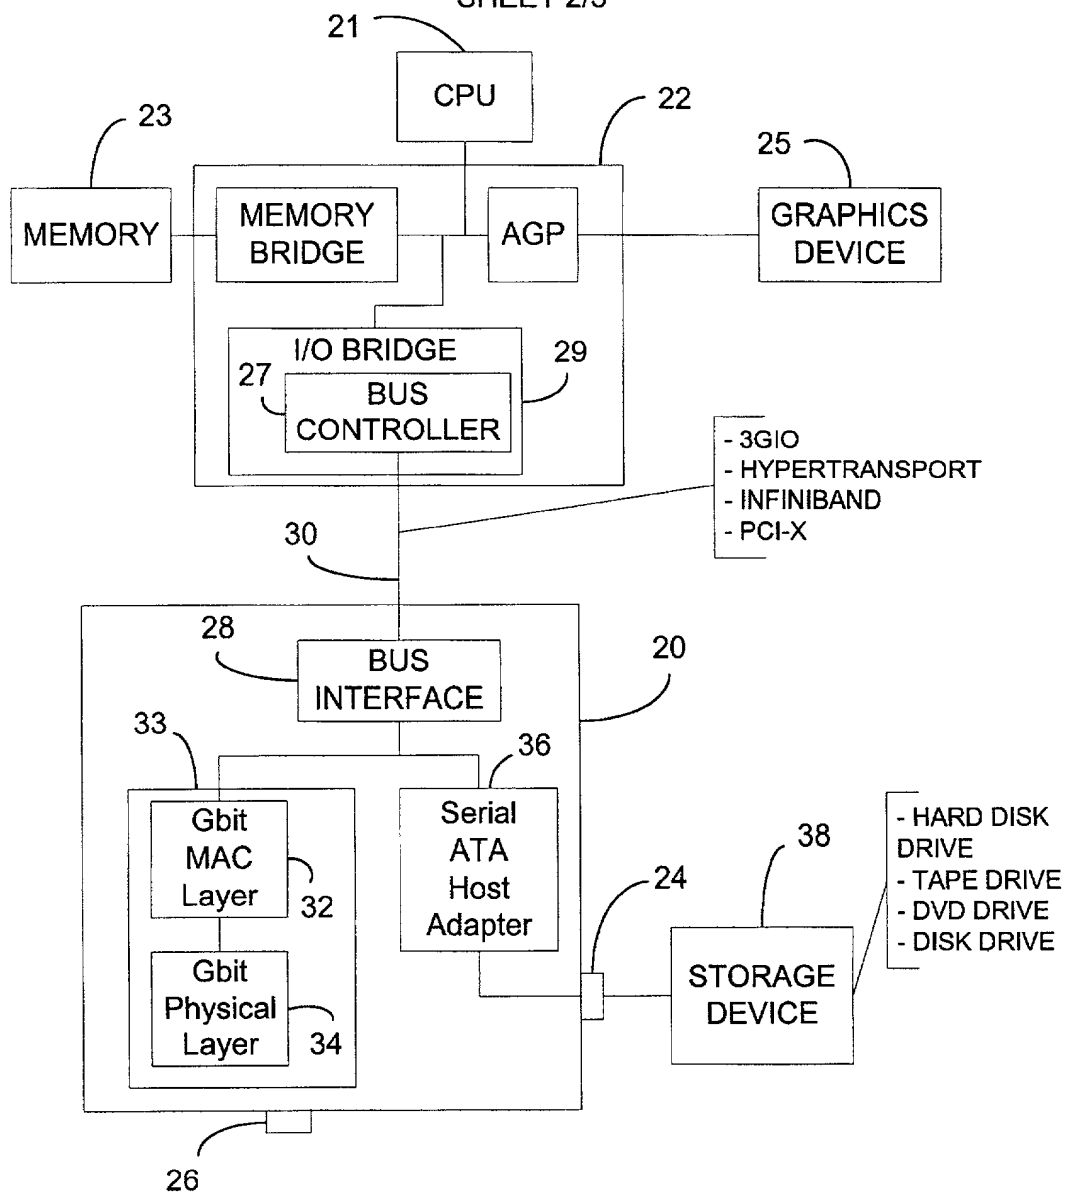 SHEET 2/3
21
CPU
22
23
25
MEMORY
MEMORY
BRIDGE
AGP
GRAPHICS
DEVICE
I/O BRIDGE
27
29
BUS
CONTROLLER
- 3GIO
- HYPERTRANSPORT
- INFINIBAND
- PCI-X
30
28
BUS
INTERFACE
20
33
36
Gbit
MAC
Layer
32
Serial
ATA
Host
Adapter
24
38
- HARD DISK
DRIVE
- TAPE DRIVE
- DVD DRIVE
- DISK DRIVE
Gbit
Physical
Layer
34
STORAGE
DEVICE
26